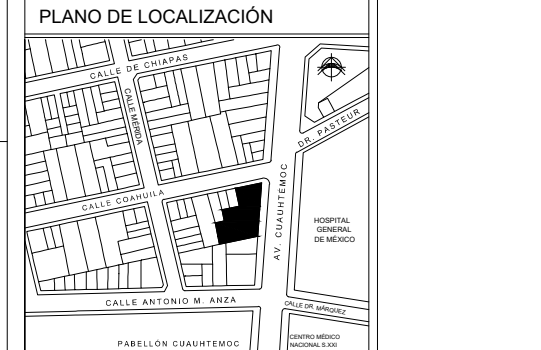 PLANO DE LOCALIZACIÓN
CALLE DE CHIAPAS
CALLE MÉRIDA
DR. PASTEUR
CALLE COAHUILA
AV. CUAUHTEMOC
HOSPITAL
GENERAL
DE MÉXICO
CALLE ANTONIO M. ANZA
CALLE DR. MÁRQUEZ
PABELLÓN CUAUHTEMOC
CENTRO MÉDICO
NACIONAL S.XXI